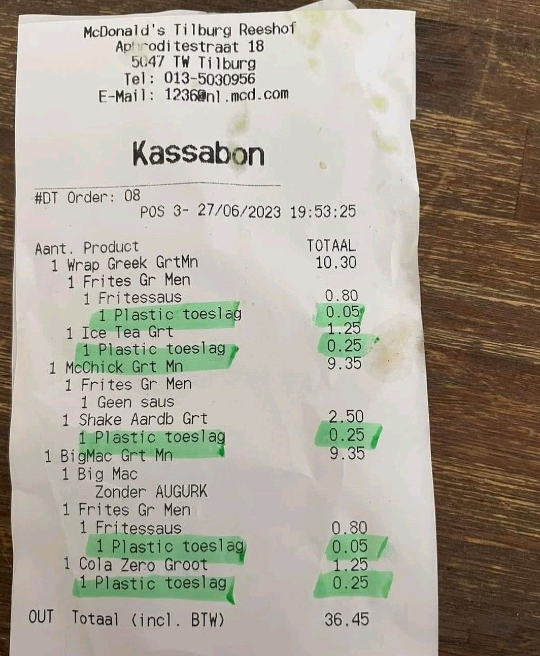 McDonald's Tilburg Reeshof
Aphroditestraat 18
5047 TW Tilburg
Tel: 013-5030956
E-Mail: 1236@nl.mcd.com
Kassabon
#DT Order: 08
POS 3- 27/06/2023 19:53:25
Aant. Product TOTAAL
1 Wrap Greek GrtMn 10.30
1 Frites Gr Men
1 Fritessaus 0.80
1 Plastic toeslag 0.05
1 Ice Tea Grt 1.25
1 Plastic toeslag 0.25
1 McChick Grt Mn 9.35
1 Frites Gr Men
1 Geen saus
1 Shake Aardb Grt 2.50
1 Plastic toeslag 0.25
1 BigMac Grt Mn 9.35
1 Big Mac
Zonder AUGURK
1 Frites Gr Men
1 Fritessaus 0.80
1 Plastic toeslag 0.05
1 Cola Zero Groot 1.25
1 Plastic toeslag 0.25
OUT Totaal (incl. BTW) 36.45